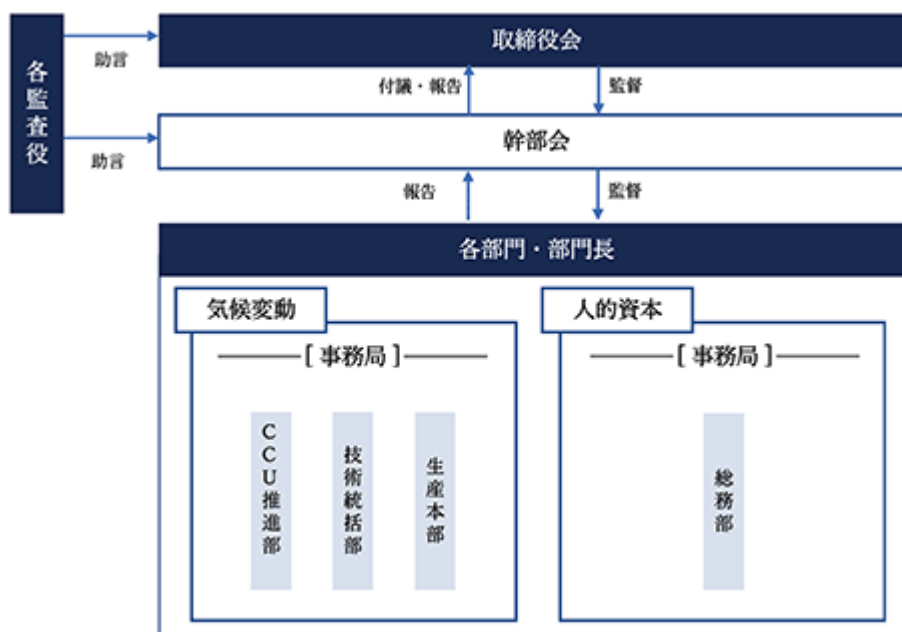 各監査役
助言
取締役会
付議・報告
監督
助言
幹部会
報告
監督
各部門・部門長
気候変動
[ 事務局 ]
CCU推進部
技術統括部
生産本部
人的資本
[ 事務局 ]
総務部